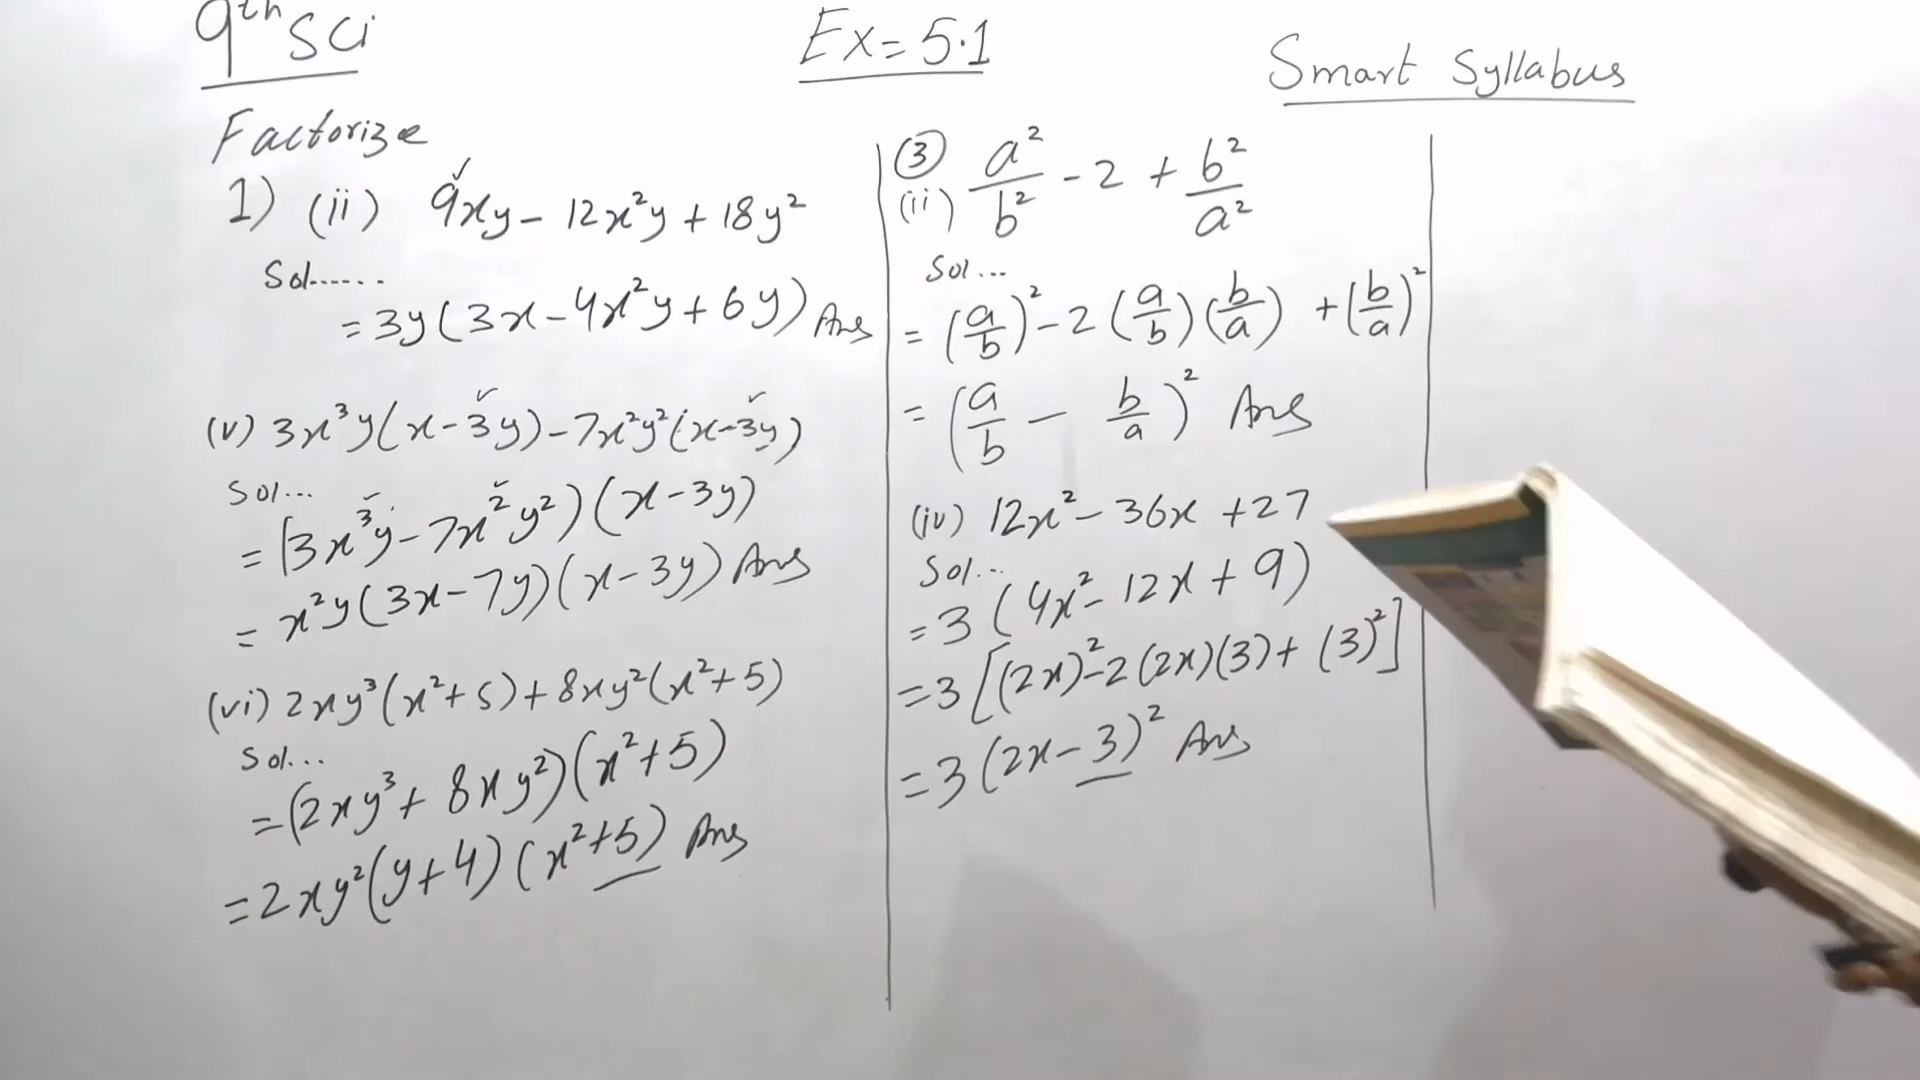 9th Sci
Ex= 5.1
Smart Syllabus
Factorize
1) (ii) 9xy - 12x²y + 18y²
Sol......
= 3y(3x - 4x²y + 6y) Ans
(v) 3x³y(x - 3y) - 7x²y²(x - 3y)
Sol...
= (3x³y - 7x²y²)(x - 3y)
= x²y(3x - 7y)(x - 3y) Ans
(vi) 2xy³(x² + 5) + 8xy²(x² + 5)
Sol...
= (2xy³ + 8xy²)(x² + 5)
= 2xy²(y + 4)(x² + 5) Ans
③ (ii) a²/b² - 2 + b²/a²
Sol...
= (a/b)² - 2(a/b)(b/a) + (b/a)²
= (a/b - b/a)² Ans
(iv) 12x² - 36x + 27
Sol...
= 3(4x² - 12x + 9)
= 3[(2x)² - 2(2x)(3) + (3)²]
= 3(2x - 3)² Ans